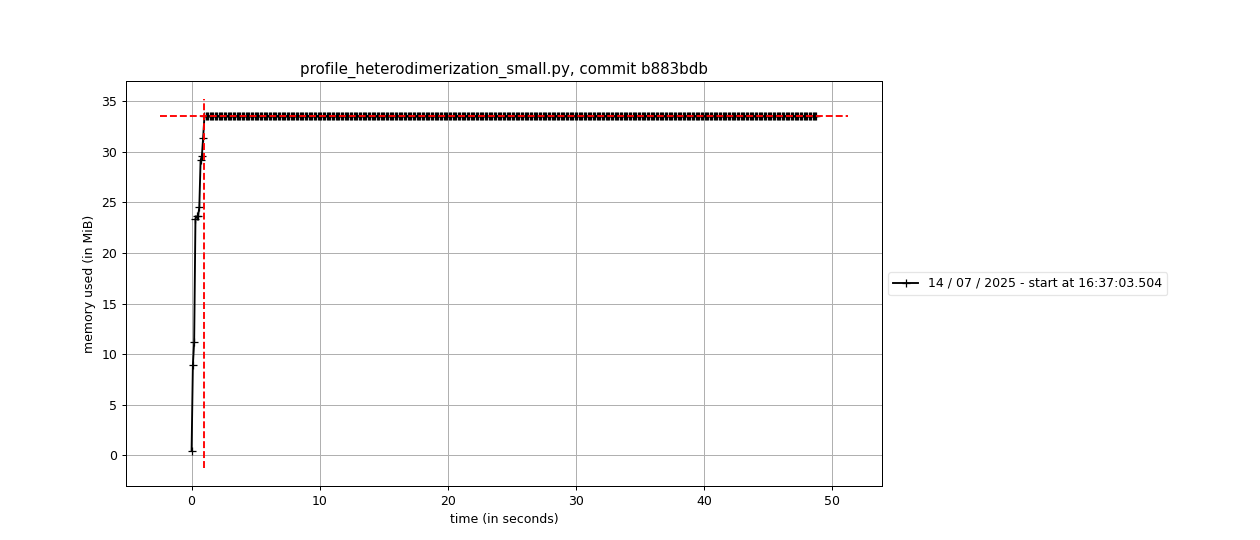 profile_heterodimerization_small.py, commit b883bdb
35
30
25
20
15
10
5
0
memory used (in MiB)
0 10 20 30 40 50
time (in seconds)
14 / 07 / 2025 - start at 16:37:03.504